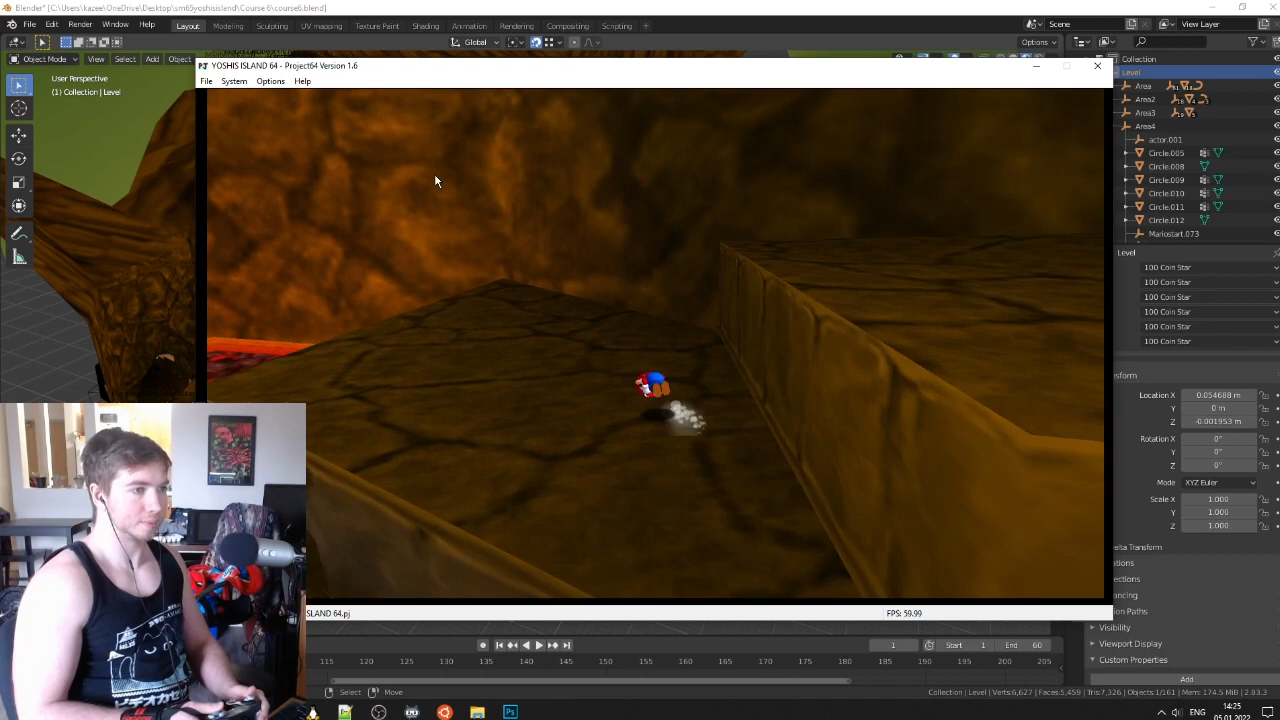 Blender* [C:\Users\kazee\OneDrive\Desktop\sm65yoshisisland\Course 6\course6.blend]
File Edit Render Window Help Layout Modeling Sculpting UV mapping Texture Paint Shading Animation Rendering Compositing Scripting + Scene View Layer
Global Options
Object Mode View Select Add Object
YOSHIS ISLAND 64 - Project64 Version 1.6
File System Options Help
User Perspective
(1) Collection | Level
Collection
Level
Area
Area2
Area3
Area4
actor.001
Circle.005
Circle.008
Circle.009
Circle.010
Circle.011
Circle.012
Mariostart.073
Level
100 Coin Star
100 Coin Star
100 Coin Star
100 Coin Star
100 Coin Star
100 Coin Star
Location X 0.054688 m
Y 0 m
Z -0.001953 m
Rotation X 0°
Y 0°
Z 0°
Mode XYZ Euler
Scale X 1.000
Y 1.000
Z 1.000
Visibility
Viewport Display
Custom Properties
Add
ISLAND 64.pj FPS: 59.99
1 Start 1 End 60
115 120 125 130 135 140 145 150 155 160 165 170 175 180 185 190 195 200 205
Select Move Collection | Level | Verts:6,627 | Faces:5,459 | Tris:7,326 | Objects:1/161 | Mem: 174.5 MiB | 2.83.2
ENG 14:25
05.01.2022